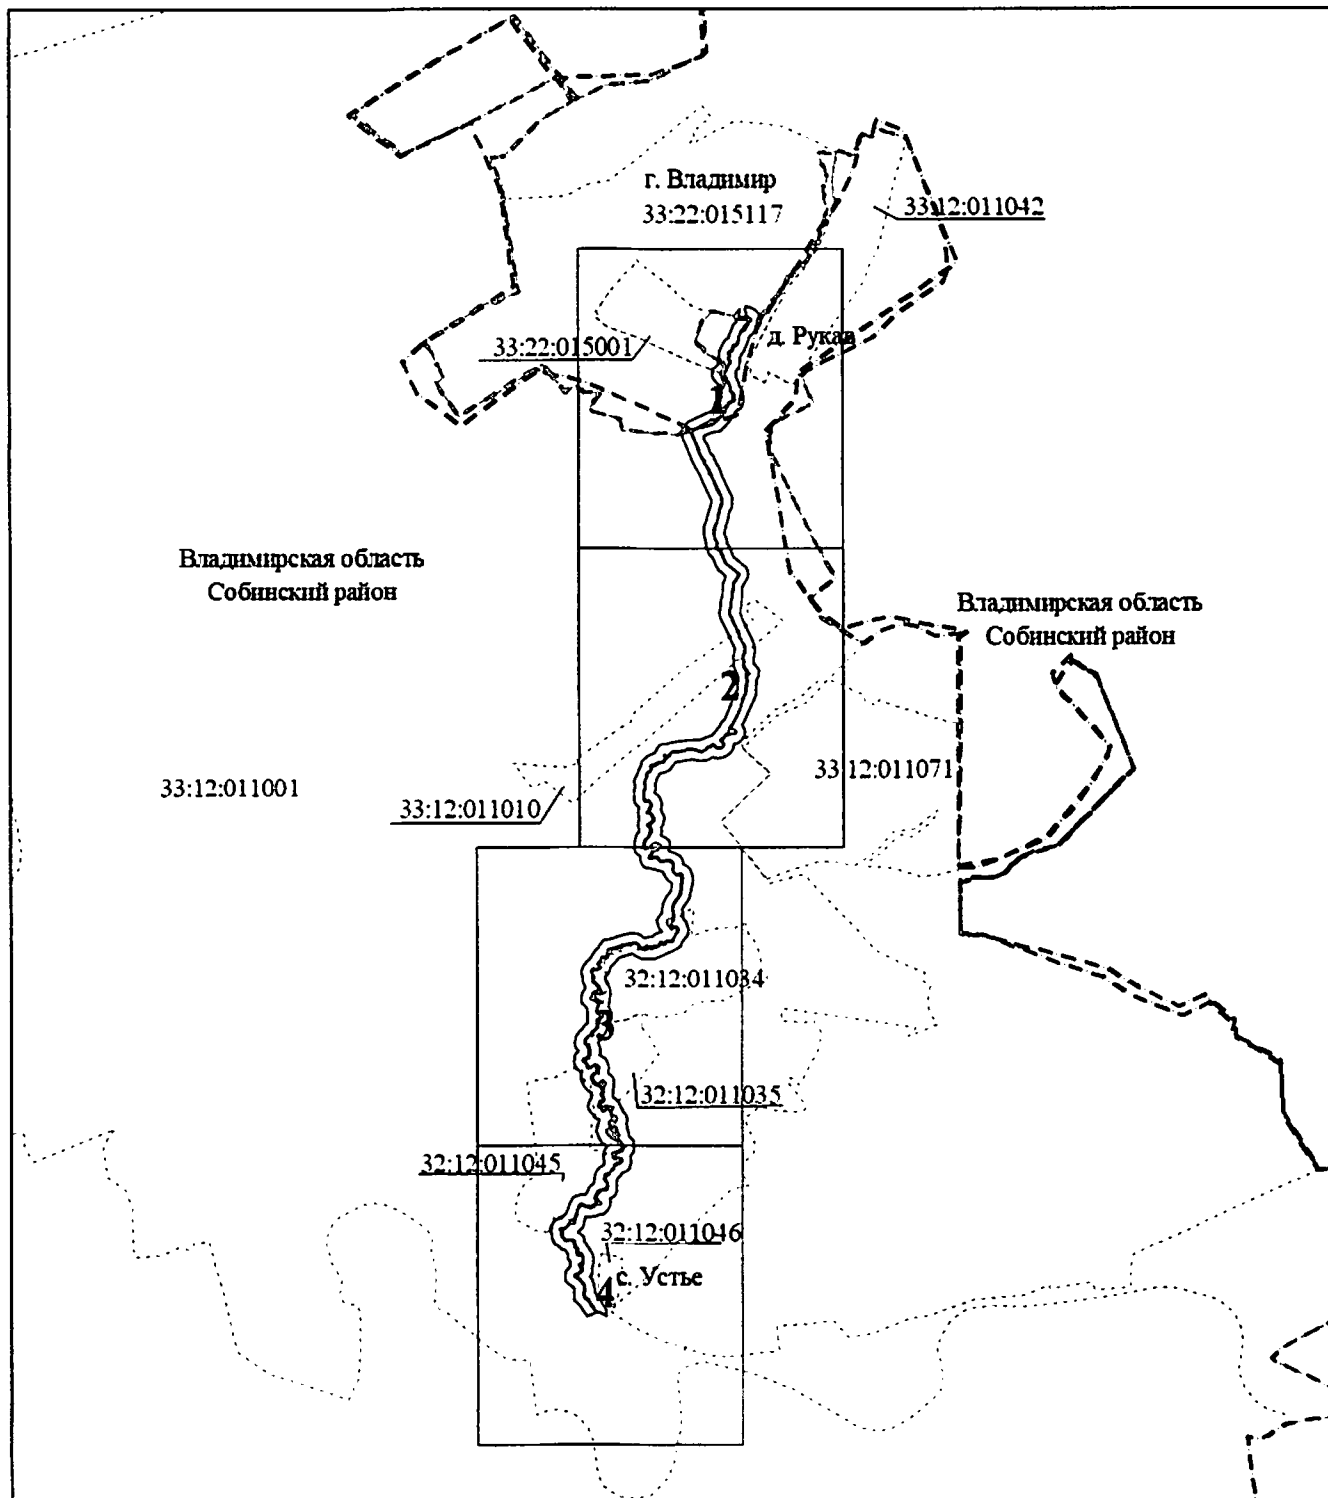 г. Владимир
33:22:015117
33:12:011042
д. Рукав
33:22:015001
1
Владимирская область
Собинский район
Владимирская область
Собинский район
2
33:12:011071
33:12:011001
33:12:011010
32:12:011034
3
32:12:011035
32:12:011045
32:12:011046
с. Устье
4